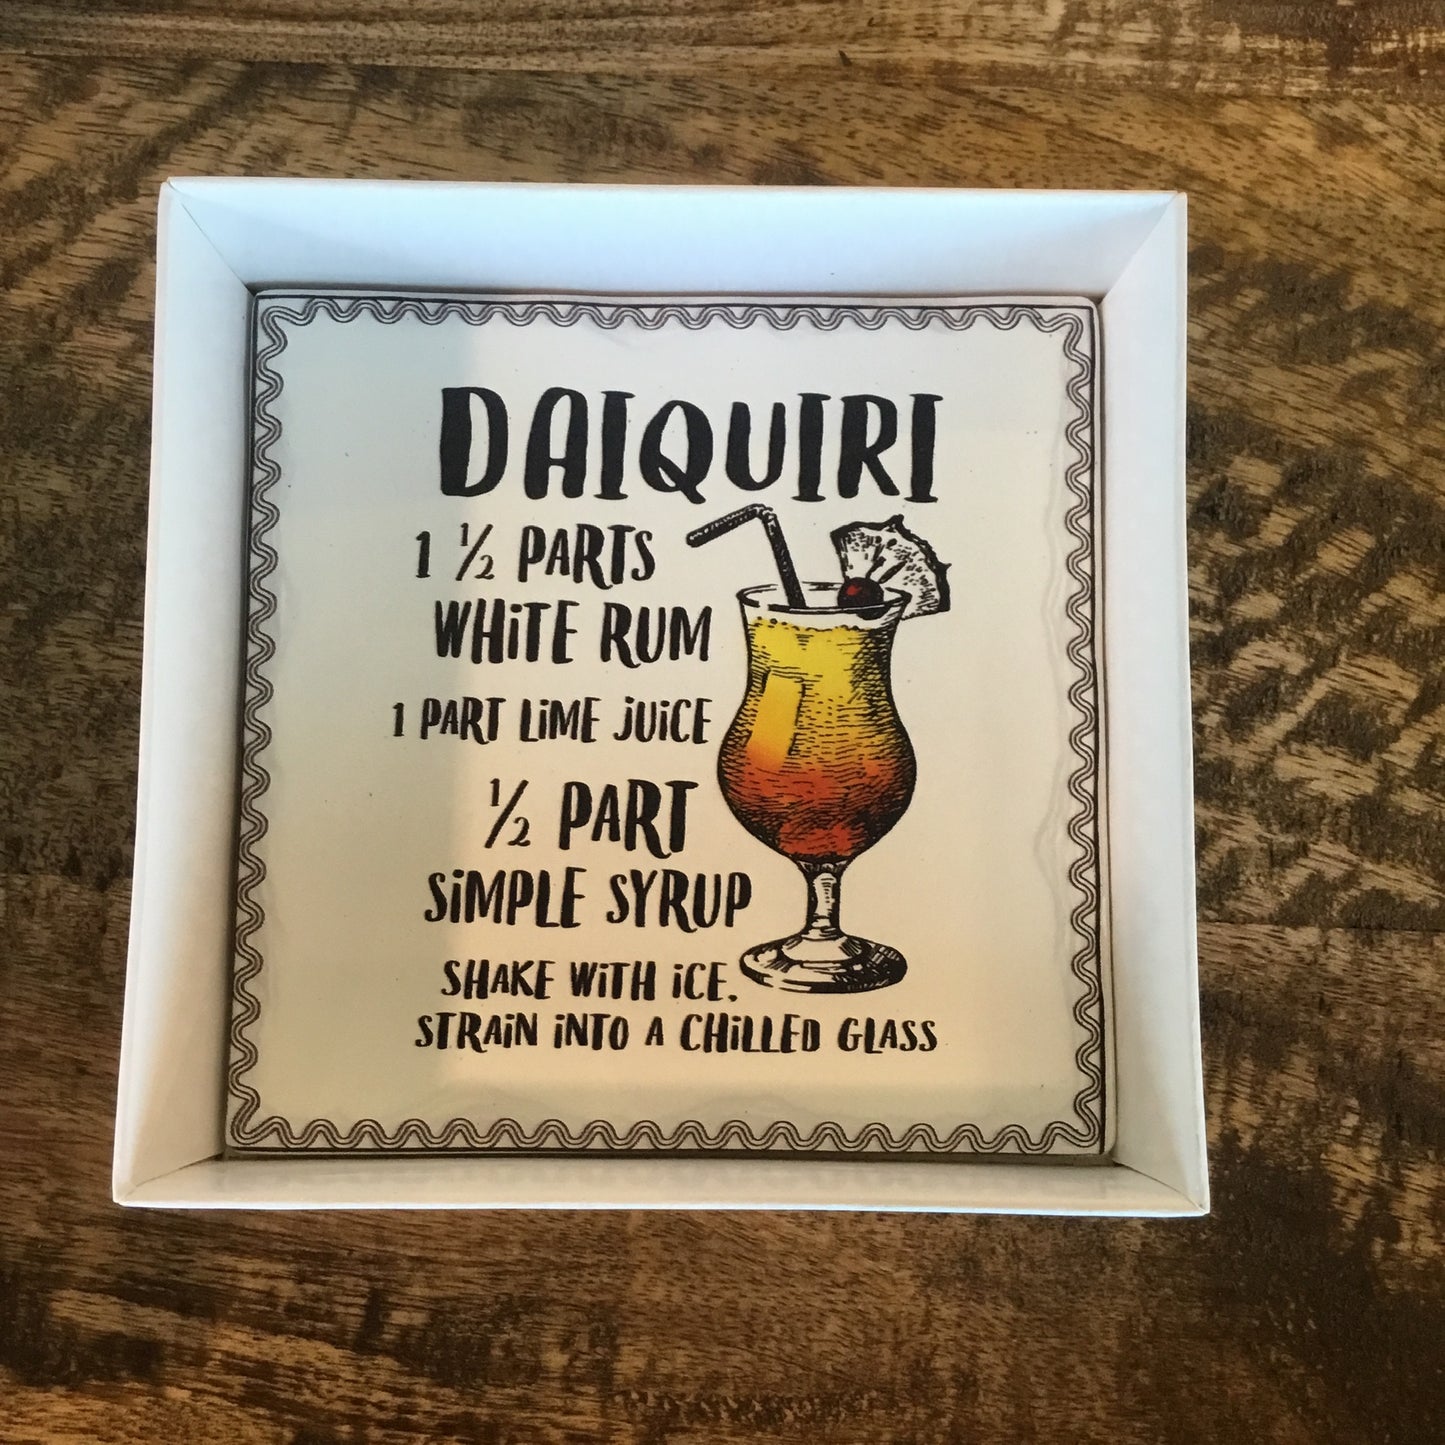 DAIQUIRI
1 ½ PARTS
WHITE RUM
1 PART LIME JUICE
½ PART
SIMPLE SYRUP
SHAKE WITH ICE.
STRAIN INTO A CHILLED GLASS